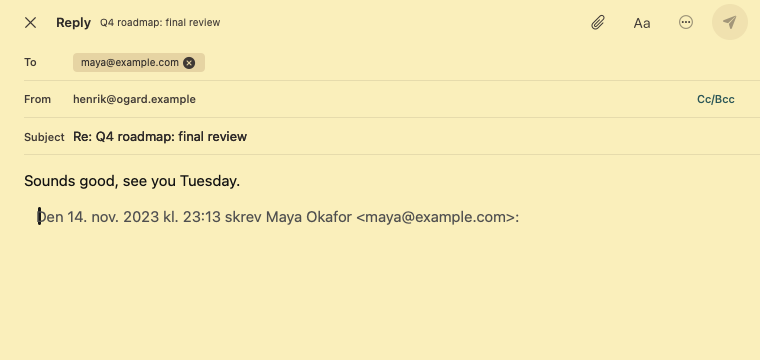 Reply Q4 roadmap: final review Aa
To maya@example.com
From henrik@ogard.example Cc/Bcc
Subject Re: Q4 roadmap: final review
Sounds good, see you Tuesday.
Den 14. nov. 2023 kl. 23:13 skrev Maya Okafor <maya@example.com>: